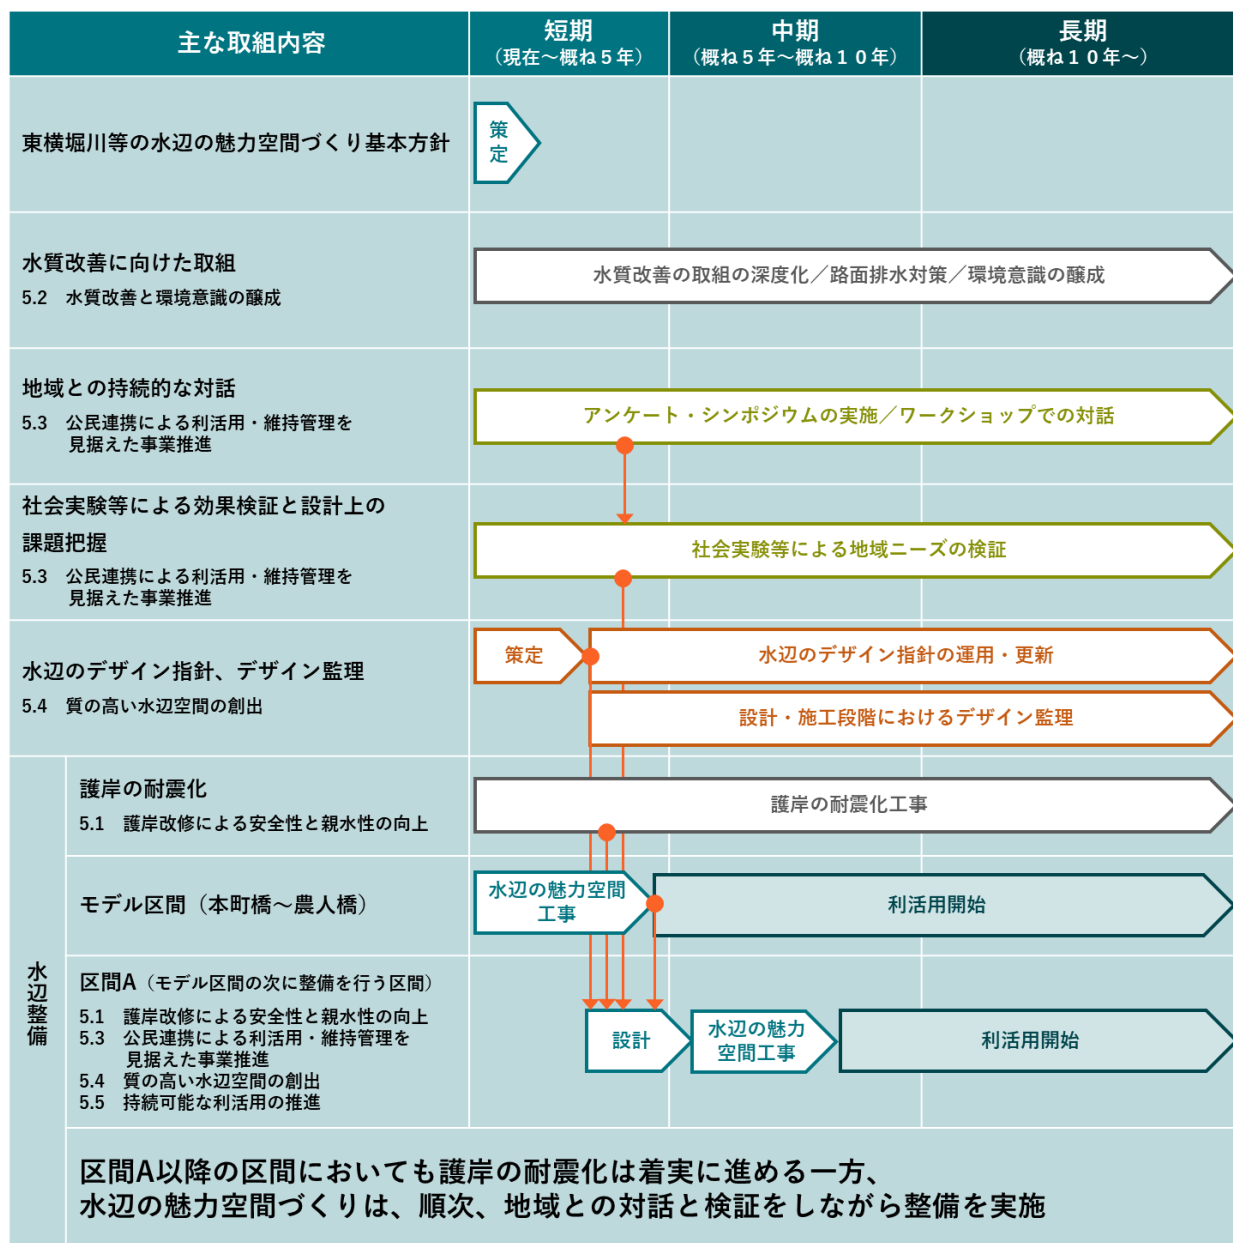 主な取組内容
短期
（現在～概ね５年）
中期
（概ね５年～概ね１０年）
長期
（概ね１０年～）
東横堀川等の水辺の魅力空間づくり基本方針
策
定
水質改善に向けた取組
5.2　水質改善と環境意識の醸成
水質改善の取組の深度化／路面排水対策／環境意識の醸成
地域との持続的な対話
5.3　公民連携による利活用・維持管理を
見据えた事業推進
アンケート・シンポジウムの実施／ワークショップでの対話
社会実験等による効果検証と設計上の
課題把握
5.3　公民連携による利活用・維持管理を
見据えた事業推進
社会実験等による地域ニーズの検証
水辺のデザイン指針、デザイン監理
5.4　質の高い水辺空間の創出
策定
水辺のデザイン指針の運用・更新
設計・施工段階におけるデザイン監理
水辺整備
護岸の耐震化
5.1　護岸改修による安全性と親水性の向上
護岸の耐震化工事
モデル区間（本町橋～農人橋）
水辺の魅力空間
工事
利活用開始
区間A（モデル区間の次に整備を行う区間）
5.1　護岸改修による安全性と親水性の向上
5.3　公民連携による利活用・維持管理を
見据えた事業推進
5.4　質の高い水辺空間の創出
5.5　持続可能な利活用の推進
設計
水辺の魅力
空間工事
利活用開始
区間A以降の区間においても護岸の耐震化は着実に進める一方、
水辺の魅力空間づくりは、順次、地域との対話と検証をしながら整備を実施